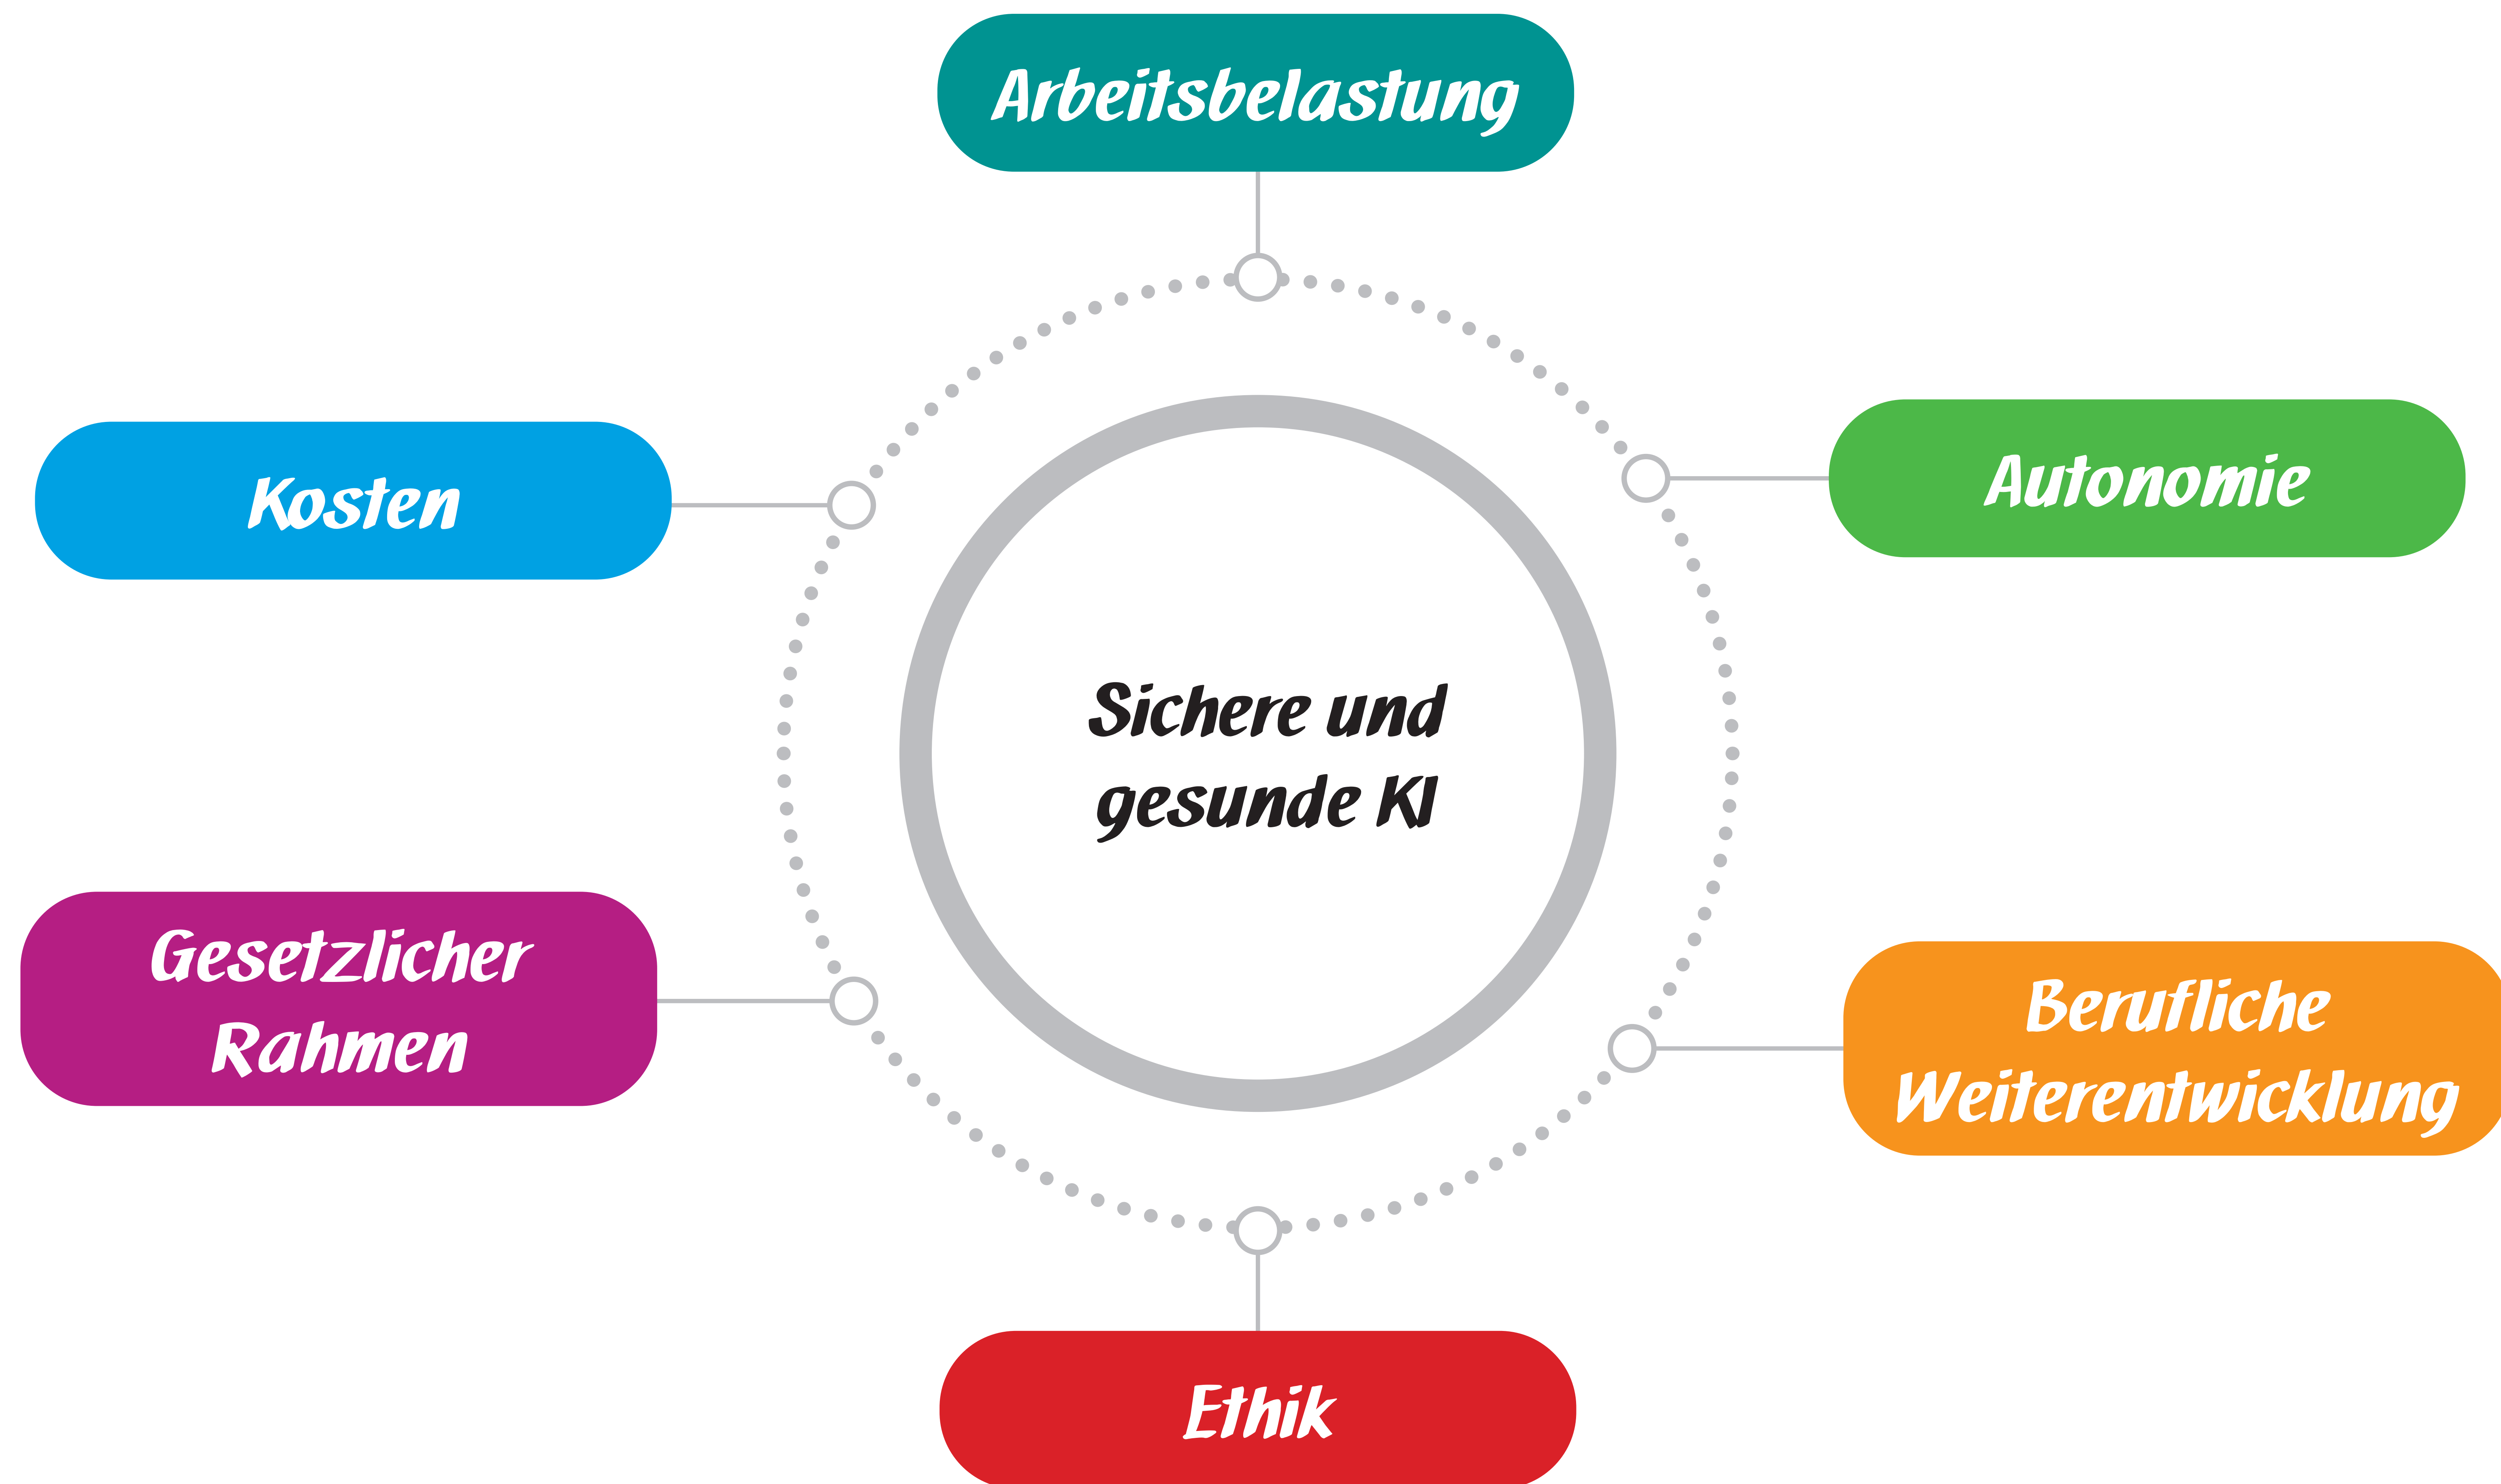 Arbeitsbelastung
Kosten
Autonomie
Sichere und
gesunde KI
Gesetzlicher
Rahmen
Berufliche
Weiterentwicklung
Ethik